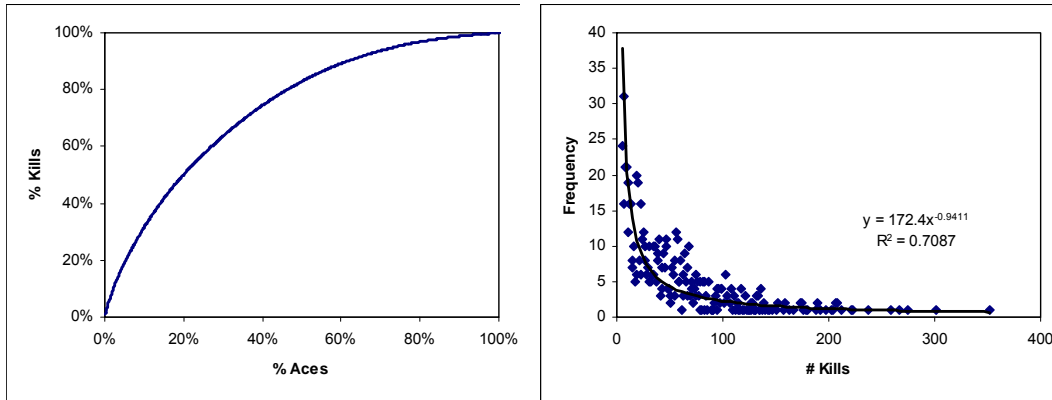 100%
80%
60%
40%
20%
0%
% Kills
0% 20% 40% 60% 80% 100%
% Aces
40
35
30
25
20
15
10
5
0
Frequency
y = 172.4x^-0.9411
R² = 0.7087
0 100 200 300 400
# Kills